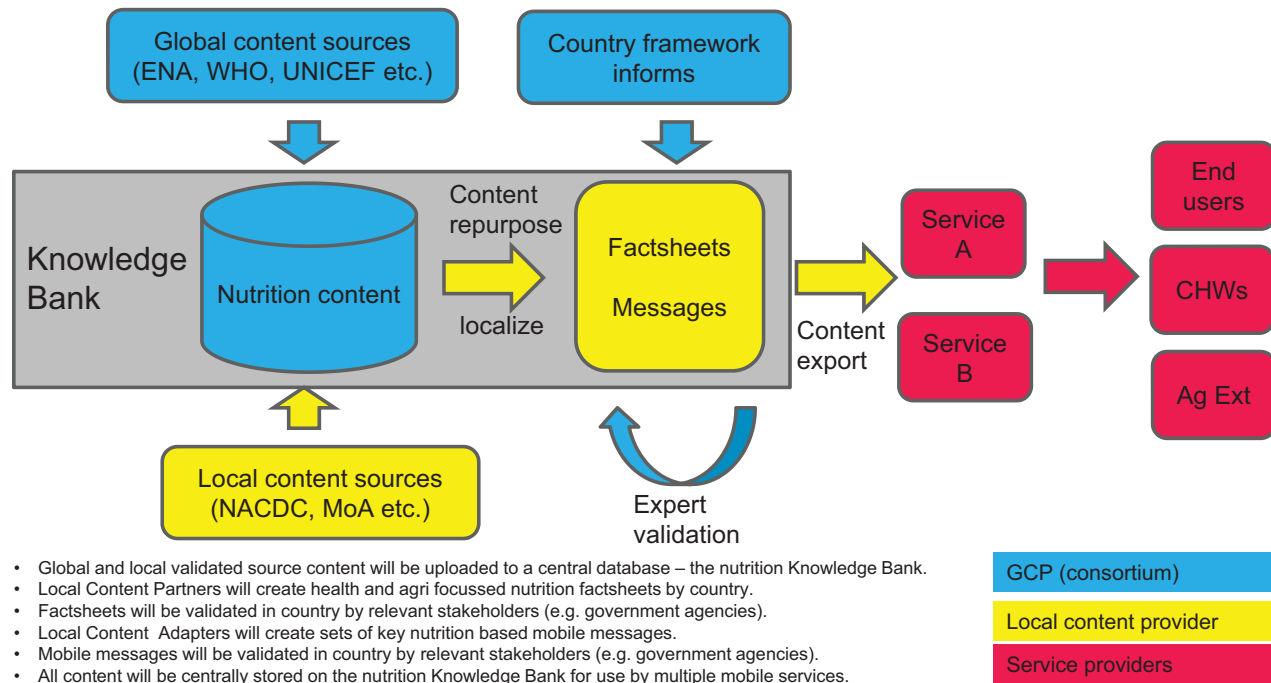 Global content sources
(ENA, WHO, UNICEF etc.)
Country framework
informs
Knowledge
Bank
Nutrition content
Content
repurpose
localize
Factsheets
Messages
Content
export
Service
A
Service
B
End
users
CHWs
Ag Ext
Local content sources
(NACDC, MoA etc.)
Expert
validation
• Global and local validated source content will be uploaded to a central database – the nutrition Knowledge Bank.
• Local Content Partners will create health and agri focussed nutrition factsheets by country.
• Factsheets will be validated in country by relevant stakeholders (e.g. government agencies).
• Local Content Adapters will create sets of key nutrition based mobile messages.
• Mobile messages will be validated in country by relevant stakeholders (e.g. government agencies).
• All content will be centrally stored on the nutrition Knowledge Bank for use by multiple mobile services.
GCP (consortium)
Local content provider
Service providers